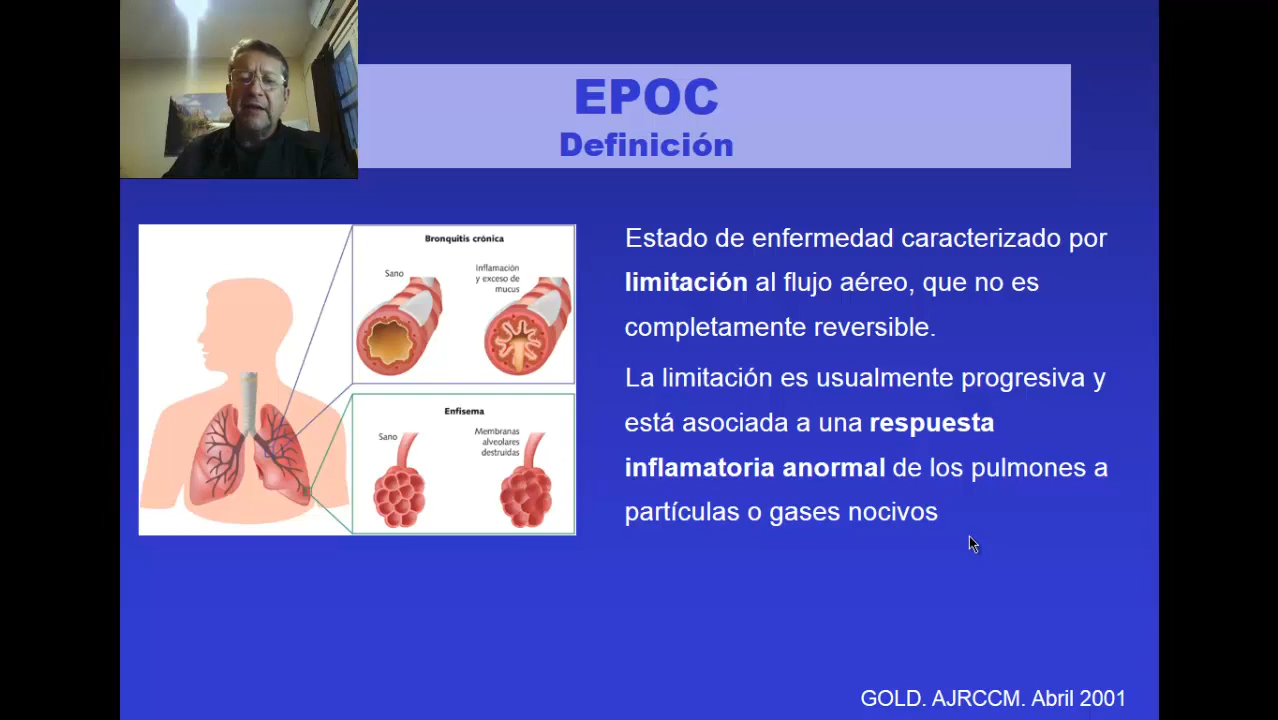 EPOC
Definición
Bronquitis crónica
Sano
Inflamación
y exceso de
mucus
Enfisema
Sano
Membranas
alveolares
destruidas
Estado de enfermedad caracterizado por
limitación al flujo aéreo, que no es
completamente reversible.
La limitación es usualmente progresiva y
está asociada a una respuesta
inflamatoria anormal de los pulmones a
partículas o gases nocivos
GOLD. AJRCCM. Abril 2001